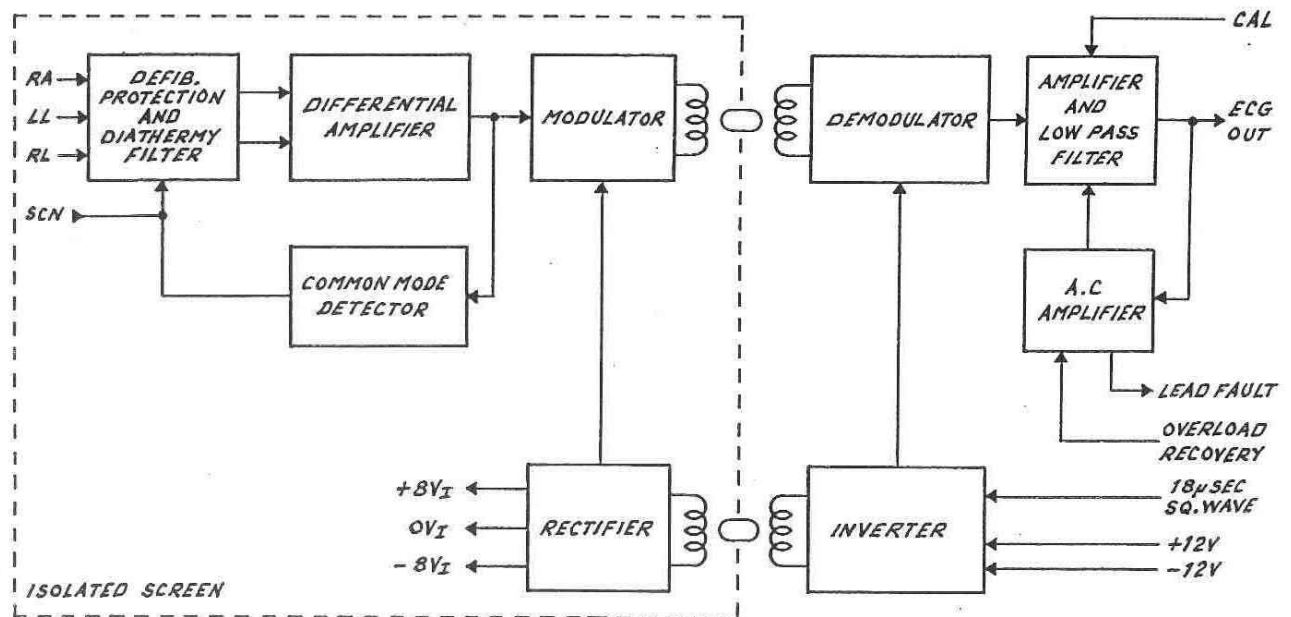 CAL
RA
LL
RL
SCN
DEFIB.
PROTECTION
AND
DIATHERMY
FILTER
DIFFERENTIAL
AMPLIFIER
MODULATOR
DEMODULATOR
AMPLIFIER
AND
LOW PASS
FILTER
ECG
OUT
COMMON MODE
DETECTOR
A.C
AMPLIFIER
LEAD FAULT
OVERLOAD
RECOVERY
+8VI
0VI
-8VI
RECTIFIER
INVERTER
18μSEC
SQ.WAVE
+12V
-12V
ISOLATED SCREEN